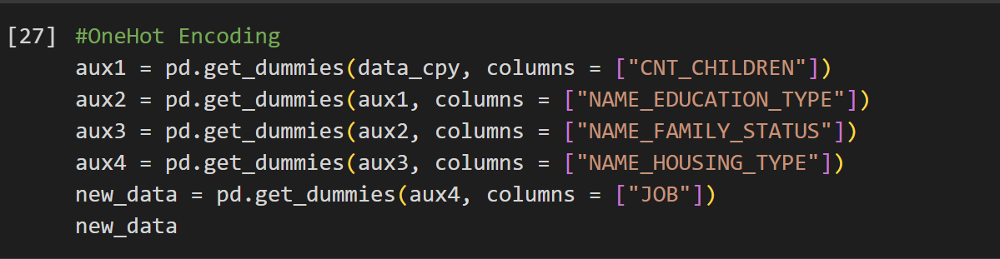 [27] #OneHot Encoding
aux1 = pd.get_dummies(data_cpy, columns = ["CNT_CHILDREN"])
aux2 = pd.get_dummies(aux1, columns = ["NAME_EDUCATION_TYPE"])
aux3 = pd.get_dummies(aux2, columns = ["NAME_FAMILY_STATUS"])
aux4 = pd.get_dummies(aux3, columns = ["NAME_HOUSING_TYPE"])
new_data = pd.get_dummies(aux4, columns = ["JOB"])
new_data